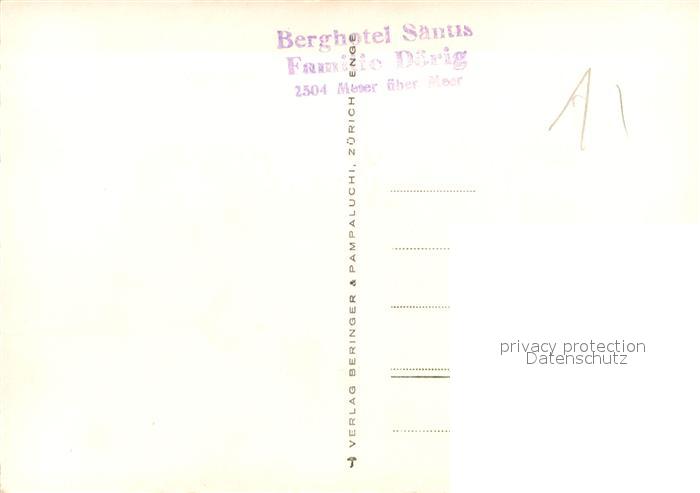 Berghotel Säntis
Familie Dörig
2504 Meter über Meer
VERLAG BERINGER & PAMPALUCHI, ZÜRICH ENGE
privacy protection
Datenschutz